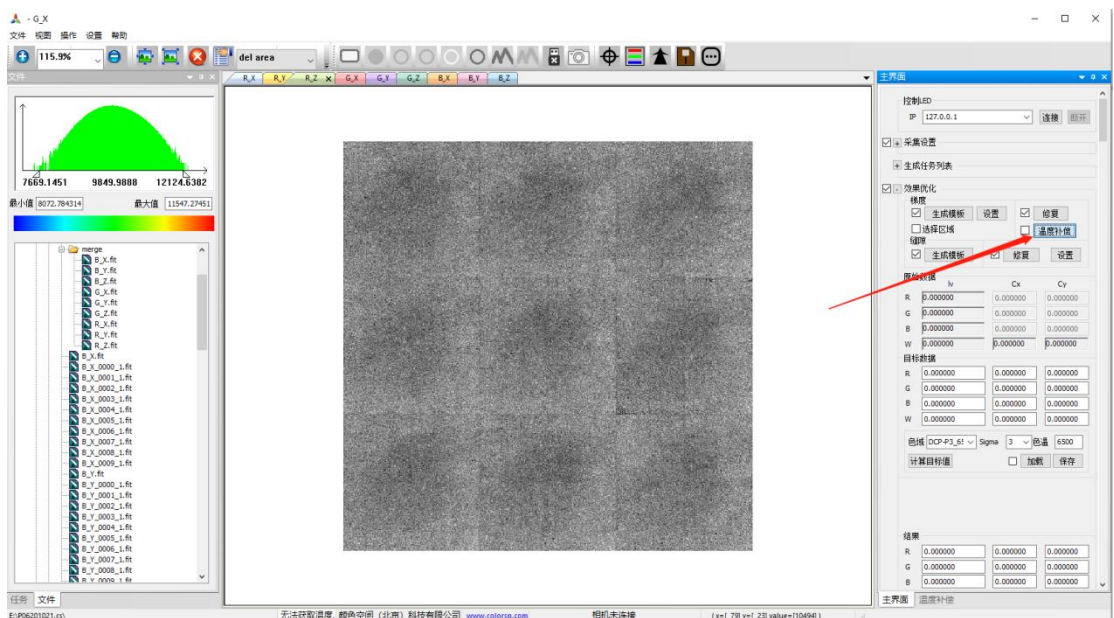 - G_X
文件 视图 操作 设置 帮助
115.9%
del area
文件
7669.1451 9849.9888 12124.6382
最小值 8072.784314 最大值 11547.27451
merge
B_X.fit
B_Y.fit
B_Z.fit
G_X.fit
G_Y.fit
G_Z.fit
R_X.fit
R_Y.fit
R_Z.fit
B_X.fit
B_X_0000_1.fit
B_X_0001_1.fit
B_X_0002_1.fit
B_X_0003_1.fit
B_X_0004_1.fit
B_X_0005_1.fit
B_X_0006_1.fit
B_X_0007_1.fit
B_X_0008_1.fit
B_X_0009_1.fit
B_Y.fit
B_Y_0000_1.fit
B_Y_0001_1.fit
B_Y_0002_1.fit
B_Y_0003_1.fit
B_Y_0004_1.fit
B_Y_0005_1.fit
B_Y_0006_1.fit
B_Y_0007_1.fit
B_Y_0008_1.fit
B_Y_0009_1.fit
任务 文件
R_X R_Y R_Z x G_X G_Y G_Z B_X B_Y B_Z
主界面
控制LED
IP 127.0.0.1 连接 断开
采集设置
生成任务列表
效果优化
梯度
生成模板 设置 修复
选择区域 温度补偿
缝隙
生成模板 修复 设置
原始数据
lv Cx Cy
R 0.000000 0.000000 0.000000
G 0.000000 0.000000 0.000000
B 0.000000 0.000000 0.000000
W 0.000000 0.000000 0.000000
目标数据
R 0.000000 0.000000 0.000000
G 0.000000 0.000000 0.000000
B 0.000000 0.000000 0.000000
W 0.000000 0.000000 0.000000
色域 DCP-P3_6! Sigma 3 色温 6500
计算目标值 加载 保存
结果
R 0.000000 0.000000 0.000000
G 0.000000 0.000000 0.000000
B 0.000000 0.000000 0.000000
主界面 温度补偿
E:\P06201021.cs\ 无法获取温度, 颜色空间（北京）科技有限公司 www.colorsp.com 相机未连接 (x=[ 79] y=[ 23] value=[10494])